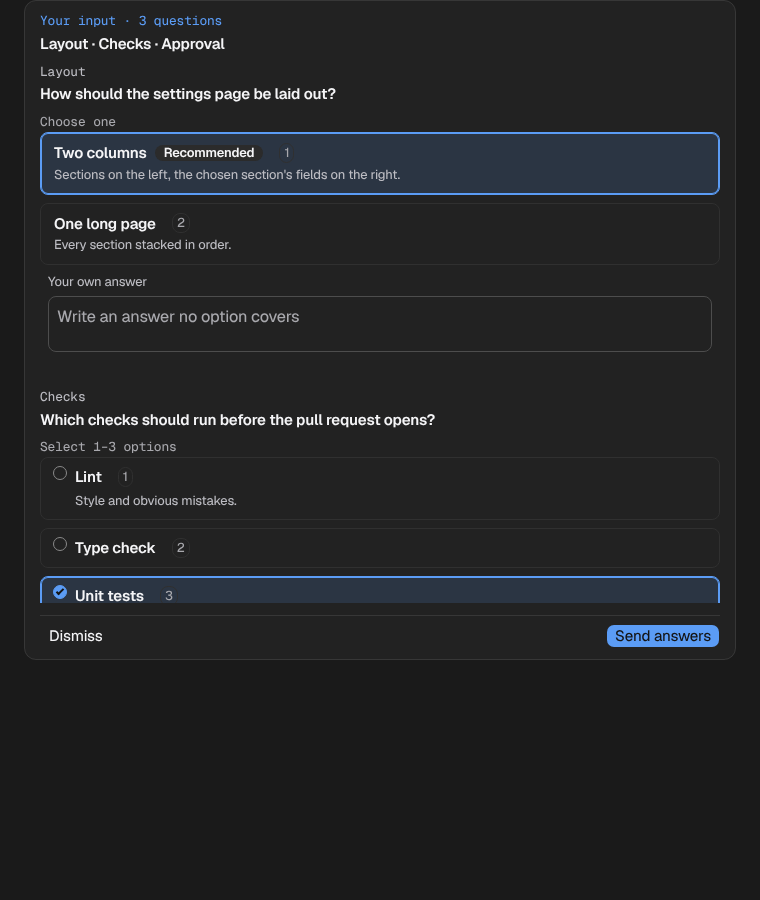 Your input · 3 questions
Layout · Checks · Approval
Layout
How should the settings page be laid out?
Choose one
Two columns Recommended 1
Sections on the left, the chosen section's fields on the right.
One long page 2
Every section stacked in order.
Your own answer
Write an answer no option covers
Checks
Which checks should run before the pull request opens?
Select 1–3 options
Lint 1
Style and obvious mistakes.
Type check 2
Unit tests 3
Dismiss Send answers